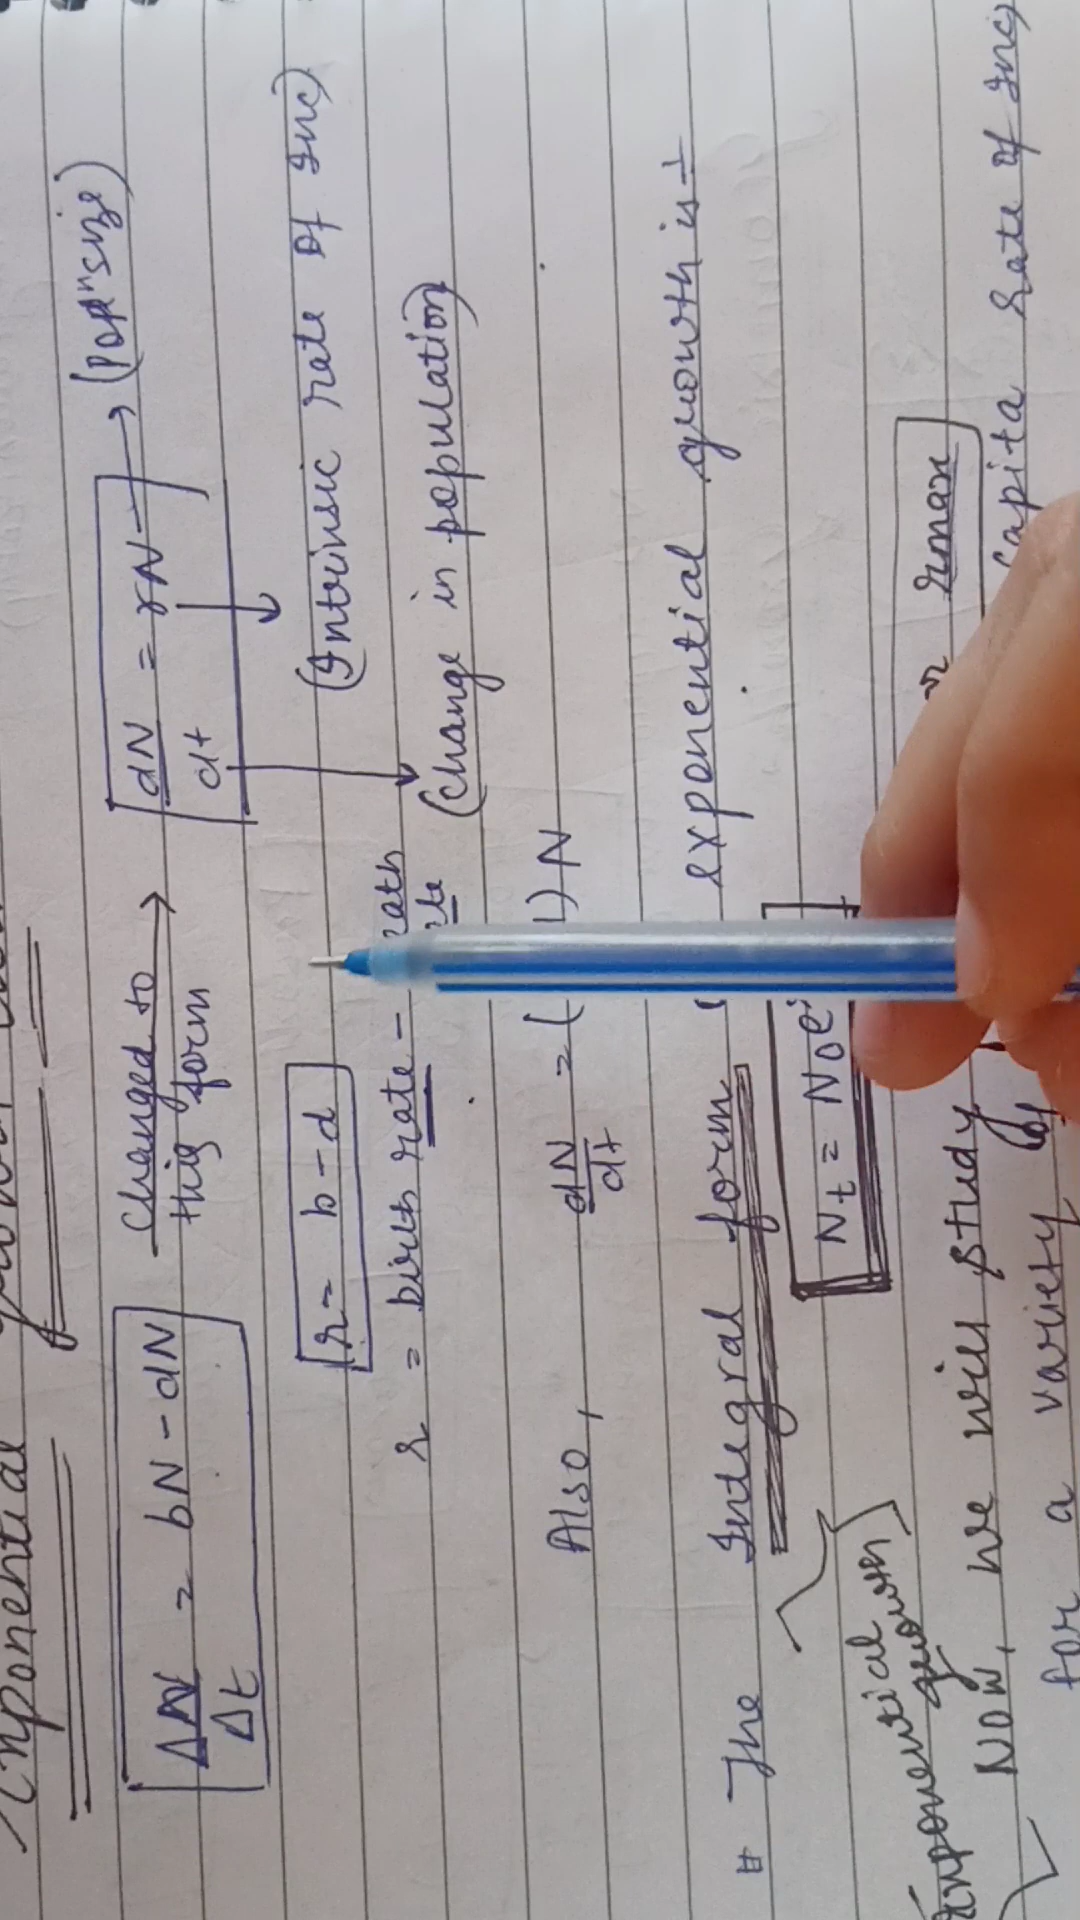 Exponential growth
ΔN/Δt = bN - dN changed to this form → dN/dt = rN → (popⁿ size)
r = b - d (Intrinsic rate of Inc)
r = birth rate - (Change in population)
Also, dN/dt = ( )N
# The Integral form exponential growth is :-
Nt = N0e
Exponential growth
Now, we will study rmax
for a variety of Capita rate of Inc)